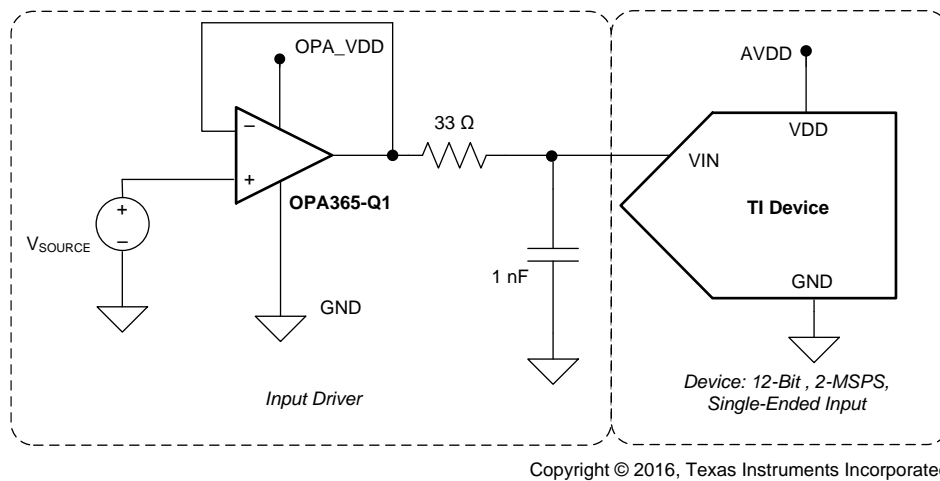 OPA_VDD
−
+
OPA365-Q1
33 Ω
+
−
VSOURCE
GND
1 nF
Input Driver
AVDD
VDD
VIN
TI Device
GND
Device: 12-Bit , 2-MSPS,
Single-Ended Input
Copyright © 2016, Texas Instruments Incorporate